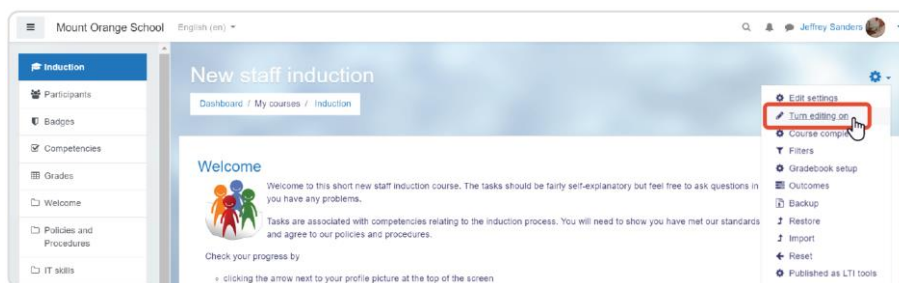 Mount Orange School English (en)
Jeffrey Sanders
Induction
Participants
Badges
Competencies
Grades
Welcome
Policies and
Procedures
IT skills
New staff induction
Dashboard / My courses / Induction
Welcome
Welcome to this short new staff induction course. The tasks should be fairly self-explanatory but feel free to ask questions in
you have any problems.
Tasks are associated with competencies relating to the induction process. You will need to show you have met our standards
and agree to our policies and procedures.
Check your progress by
clicking the arrow next to your profile picture at the top of the screen
Edit settings
Turn editing on
Course comple
Filters
Gradebook setup
Outcomes
Backup
Restore
Import
Reset
Published as LTI tools